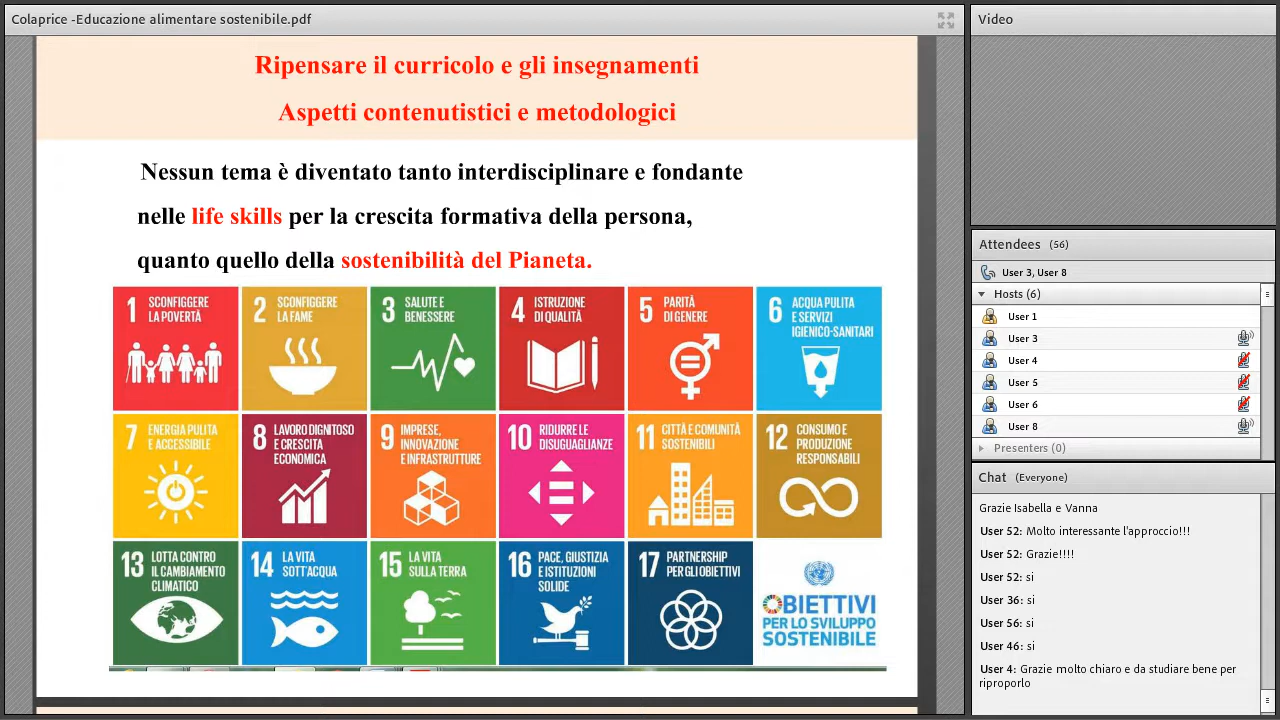 Colaprice -Educazione alimentare sostenibile.pdf
Ripensare il curricolo e gli insegnamenti
Aspetti contenutistici e metodologici
Nessun tema è diventato tanto interdisciplinare e fondante
nelle life skills per la crescita formativa della persona,
quanto quello della sostenibilità del Pianeta.
1 SCONFIGGERE
LA POVERTÀ
2 SCONFIGGERE
LA FAME
3 SALUTE E
BENESSERE
4 ISTRUZIONE
DI QUALITÀ
5 PARITÀ
DI GENERE
6 ACQUA PULITA
E SERVIZI
IGIENICO-SANITARI
7 ENERGIA PULITA
E ACCESSIBILE
8 LAVORO DIGNITOSO
E CRESCITA
ECONOMICA
9 IMPRESE,
INNOVAZIONE
E INFRASTRUTTURE
10 RIDURRE LE
DISUGUAGLIANZE
11 CITTÀ E COMUNITÀ
SOSTENIBILI
12 CONSUMO E
PRODUZIONE
RESPONSABILI
13 LOTTA CONTRO
IL CAMBIAMENTO
CLIMATICO
14 LA VITA
SOTT'ACQUA
15 LA VITA
SULLA TERRA
16 PACE, GIUSTIZIA
E ISTITUZIONI
SOLIDE
17 PARTNERSHIP
PER GLI OBIETTIVI
OBIETTIVI
PER LO SVILUPPO
SOSTENIBILE
Video
Attendees (56)
User 3, User 8
Hosts (6)
User 1
User 3
User 4
User 5
User 6
User 8
Presenters (0)
Chat (Everyone)
Grazie Isabella e Vanna
User 52: Molto interessante l'approccio!!!
User 52: Grazie!!!!
User 52: si
User 36: si
User 56: si
User 46: si
User 4: Grazie molto chiaro e da studiare bene per
riproporlo